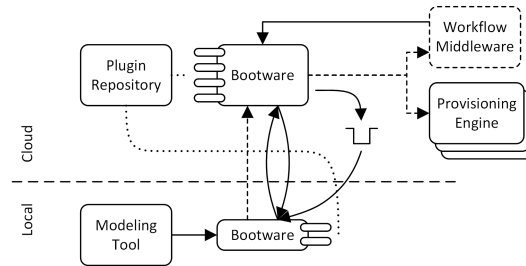 Workflow
Middleware
Plugin
Repository
Bootware
Provisioning
Engine
Cloud
Local
Modeling
Tool
Bootware